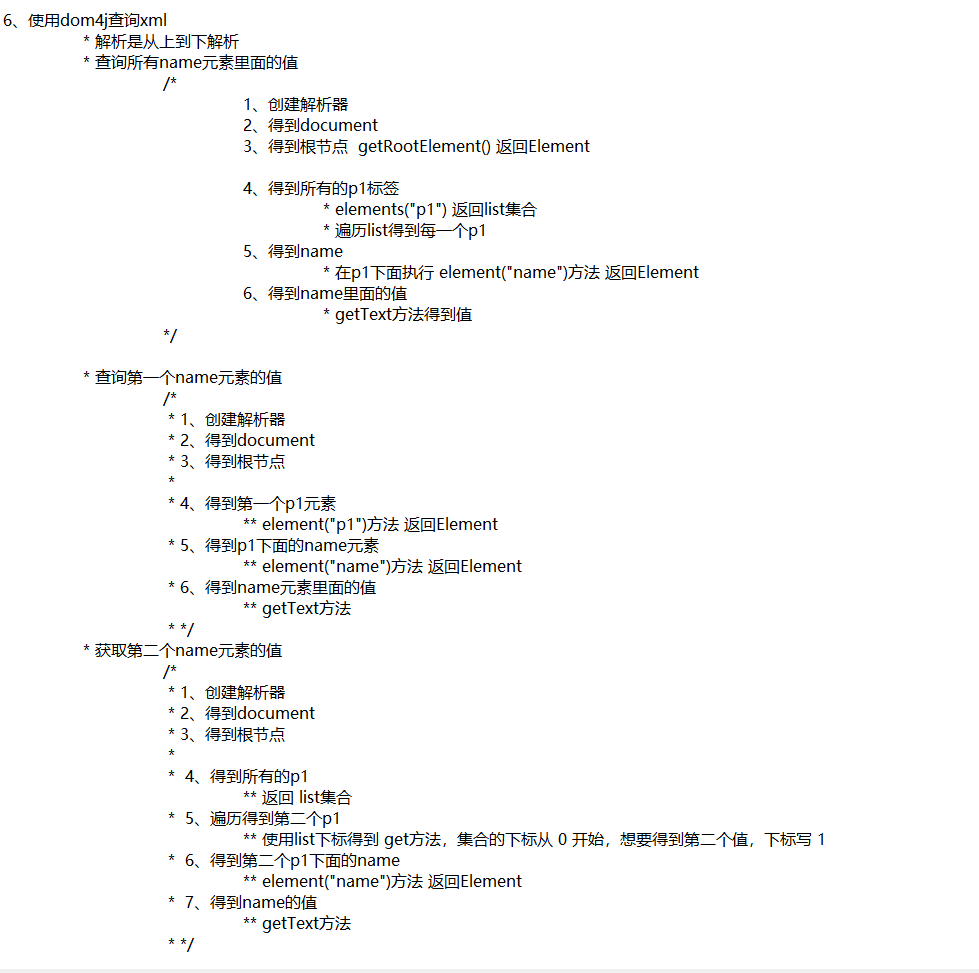 6、使用dom4j查询xml
* 解析是从上到下解析
* 查询所有name元素里面的值
/*
1、创建解析器
2、得到document
3、得到根节点  getRootElement() 返回Element
4、得到所有的p1标签
* elements("p1") 返回list集合
* 遍历list得到每一个p1
5、得到name
* 在p1下面执行 element("name")方法 返回Element
6、得到name里面的值
* getText方法得到值
*/
* 查询第一个name元素的值
/*
* 1、创建解析器
* 2、得到document
* 3、得到根节点
*
* 4、得到第一个p1元素
** element("p1")方法 返回Element
* 5、得到p1下面的name元素
** element("name")方法 返回Element
* 6、得到name元素里面的值
** getText方法
* */
* 获取第二个name元素的值
/*
* 1、创建解析器
* 2、得到document
* 3、得到根节点
*
*  4、得到所有的p1
** 返回 list集合
*  5、遍历得到第二个p1
** 使用list下标得到 get方法，集合的下标从 0 开始，想要得到第二个值，下标写 1
*  6、得到第二个p1下面的name
** element("name")方法 返回Element
*  7、得到name的值
** getText方法
* */